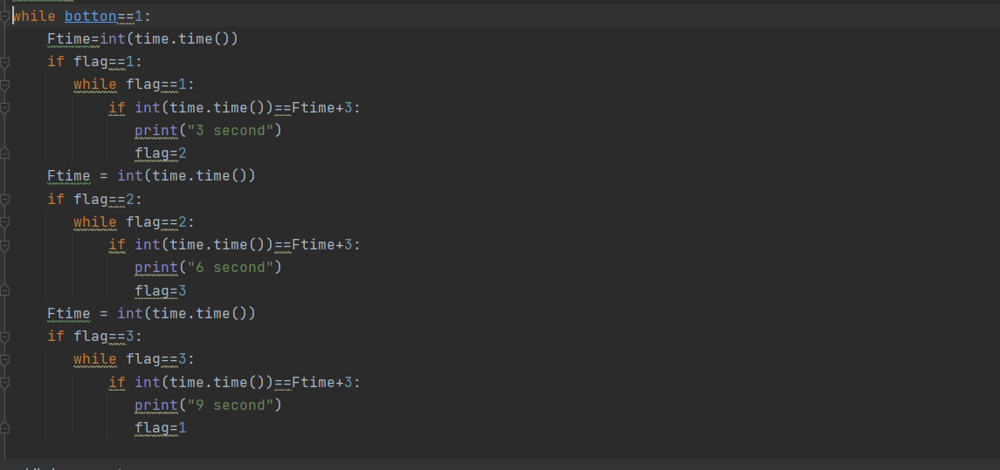 while botton==1:
    Ftime=int(time.time())
    if flag==1:
       while flag==1:
           if int(time.time())==Ftime+3:
              print("3 second")
              flag=2
    Ftime = int(time.time())
    if flag==2:
       while flag==2:
           if int(time.time())==Ftime+3:
              print("6 second")
              flag=3
    Ftime = int(time.time())
    if flag==3:
       while flag==3:
           if int(time.time())==Ftime+3:
              print("9 second")
              flag=1